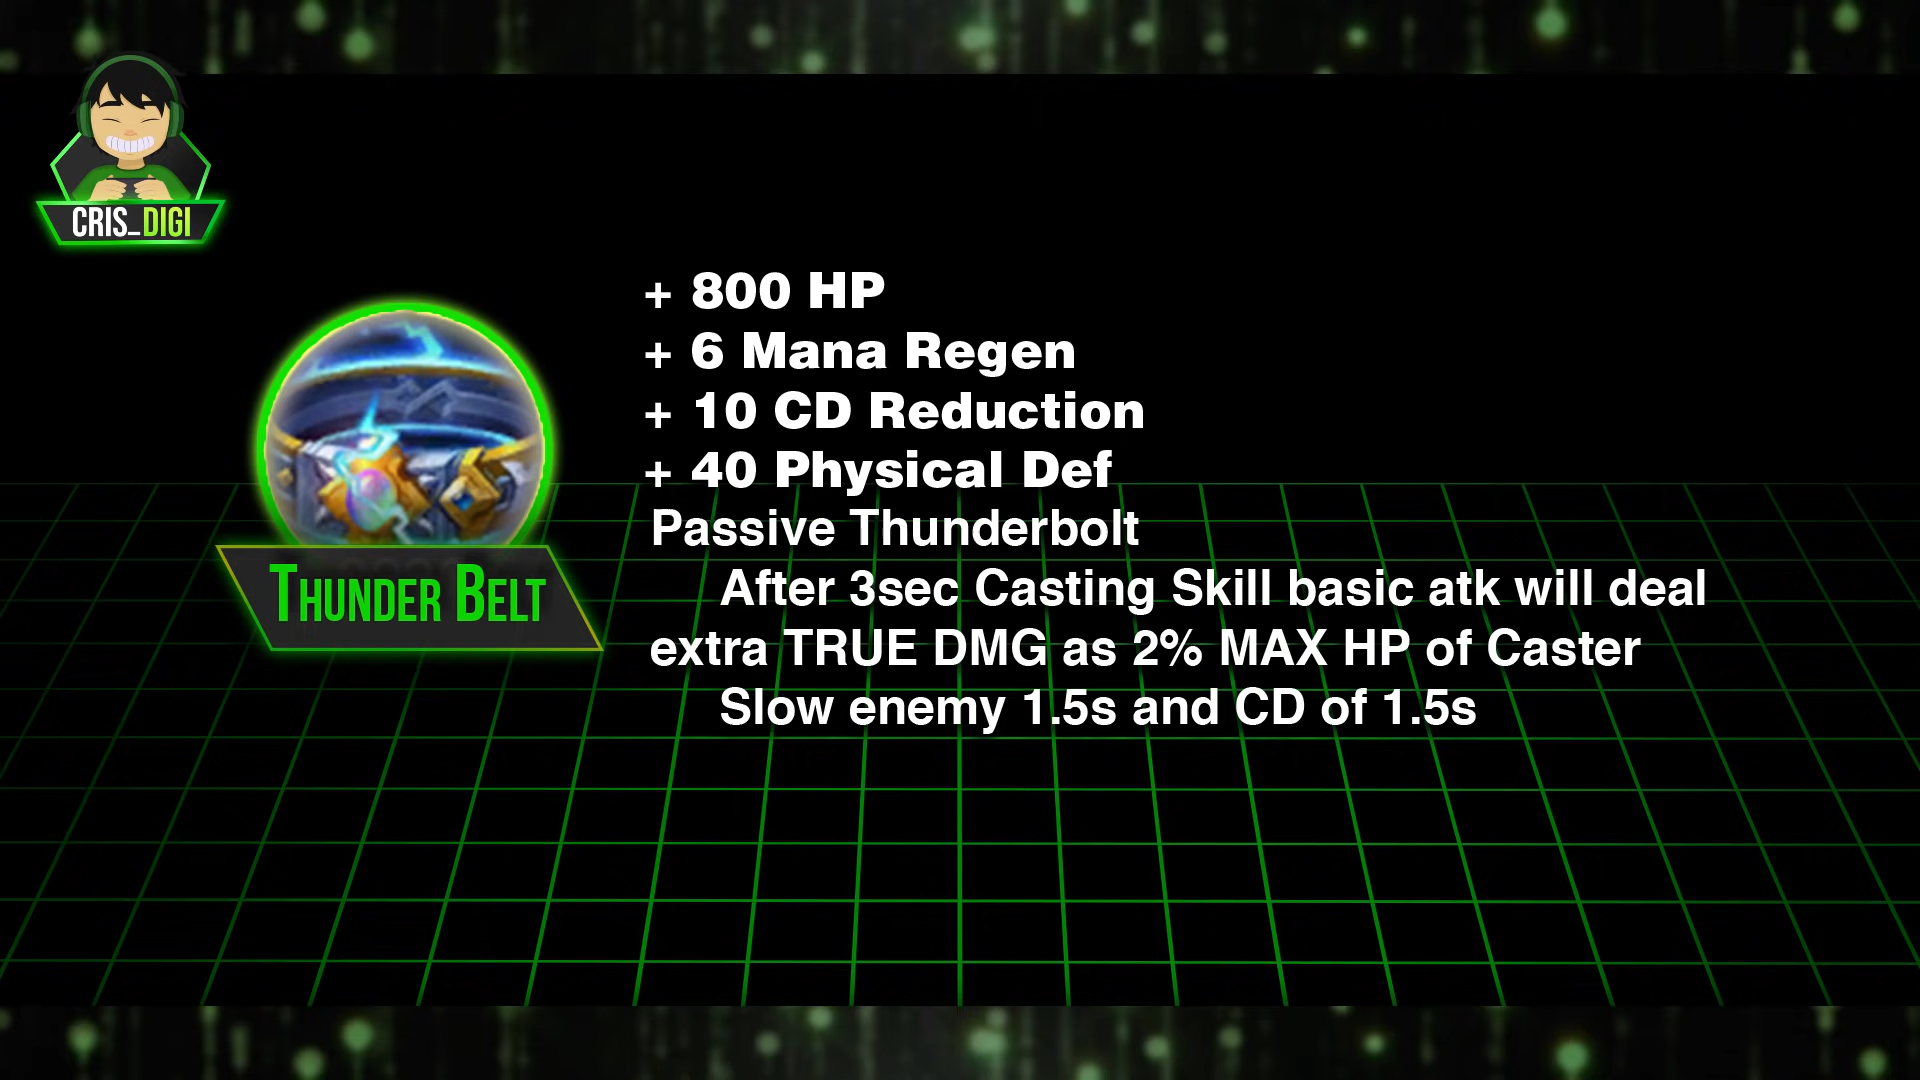 CRIS_DIGI
+ 800 HP
+ 6 Mana Regen
+ 10 CD Reduction
+ 40 Physical Def
Passive Thunderbolt
After 3sec Casting Skill basic atk will deal
extra TRUE DMG as 2% MAX HP of Caster
Slow enemy 1.5s and CD of 1.5s
THUNDER BELT